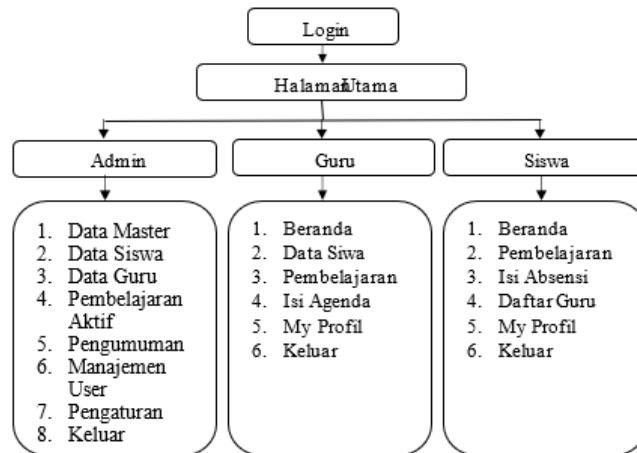 Login
HalamanUtama
Admin
Guru
Siswa
1. Data Master
2. Data Siswa
3. Data Guru
4. Pembelajaran
Aktif
5. Pengumuman
6. Manajemen
User
7. Pengaturan
8. Keluar
1. Beranda
2. Data Siwa
3. Pembelajaran
4. Isi Agenda
5. My Profil
6. Keluar
1. Beranda
2. Pembelajaran
3. Isi Absensi
4. Daftar Guru
5. My Profil
6. Keluar